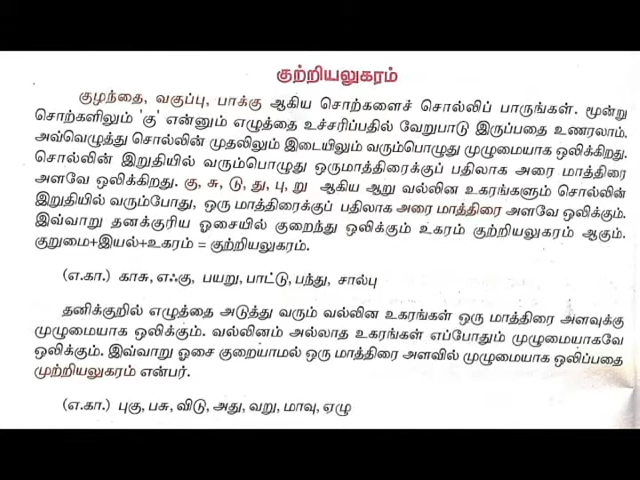 குற்றியலுகரம்
குழந்தை, வகுப்பு, பாக்கு ஆகிய சொற்களைச் சொல்லிப் பாருங்கள். மூன்று
சொற்களிலும் 'கு' என்னும் எழுத்தை உச்சரிப்பதில் வேறுபாடு இருப்பதை உணரலாம்.
அவ்வெழுத்து சொல்லின் முதலிலும் இடையிலும் வரும்பொழுது முழுமையாக ஒலிக்கிறது.
சொல்லின் இறுதியில் வரும்பொழுது ஒருமாத்திரைக்குப் பதிலாக அரை மாத்திரை
அளவே ஒலிக்கிறது. கு, சு, டு, து, பு, று ஆகிய ஆறு வல்லின உகரங்களும் சொல்லின்
இறுதியில் வரும்போது, ஒரு மாத்திரைக்குப் பதிலாக அரை மாத்திரை அளவே ஒலிக்கும்.
இவ்வாறு தனக்குரிய ஓசையில் குறைந்து ஒலிக்கும் உகரம் குற்றியலுகரம் ஆகும்.
குறுமை+இயல்+உகரம் = குற்றியலுகரம்.
(எ.கா.) காசு, எஃகு, பயறு, பாட்டு, பந்து, சால்பு
தனிக்குறில் எழுத்தை அடுத்து வரும் வல்லின உகரங்கள் ஒரு மாத்திரை அளவுக்கு
முழுமையாக ஒலிக்கும். வல்லினம் அல்லாத உகரங்கள் எப்போதும் முழுமையாகவே
ஒலிக்கும். இவ்வாறு ஓசை குறையாமல் ஒரு மாத்திரை அளவில் முழுமையாக ஒலிப்பதை
முற்றியலுகரம் என்பர்.
(எ.கா.) புகு, பசு, விடு, அது, வறு, மாவு, ஏழு